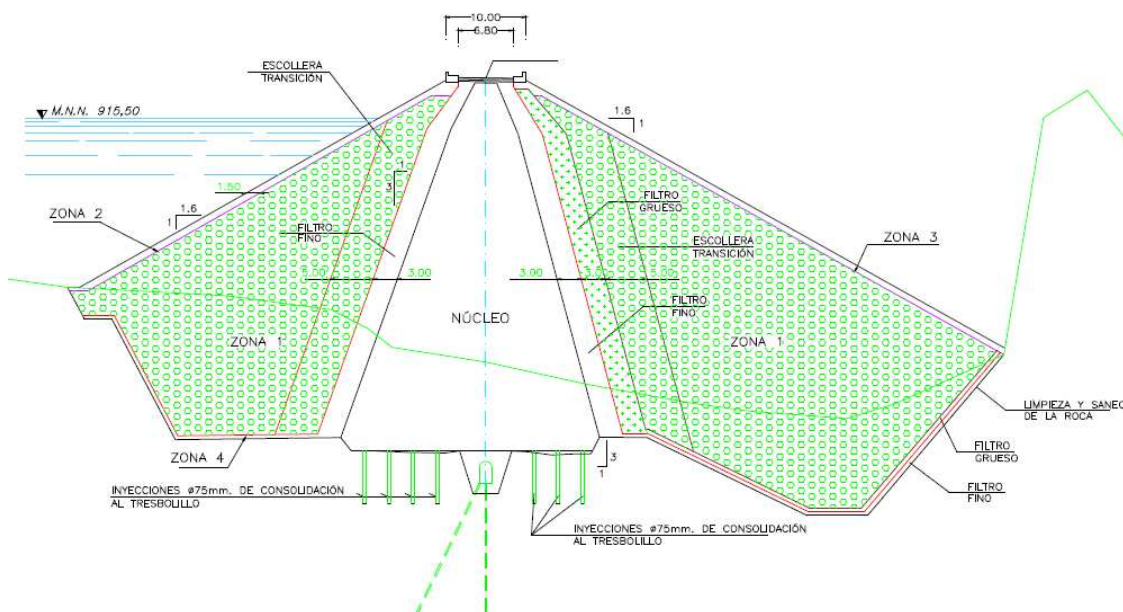 10.00
6.80
ESCOLLERA
TRANSICIÓN
M.N.N. 915,50
1.6
1
1
3
1.50
1.6
1
ZONA 2
FILTRO
FINO
FILTRO
GRUESO
ZONA 3
ESCOLLERA
TRANSICIÓN
5.00
3.00
3.00
3.00
5.00
FILTRO
FINO
NÚCLEO
ZONA 1
ZONA 1
LIMPIEZA Y SANEO
DE LA ROCA
ZONA 4
3
1
FILTRO
GRUESO
FILTRO
FINO
INYECCIONES ø75mm. DE CONSOLIDACIÓN
AL TRESBOLILLO
INYECCIONES ø75mm. DE CONSOLIDACIÓN
AL TRESBOLILLO